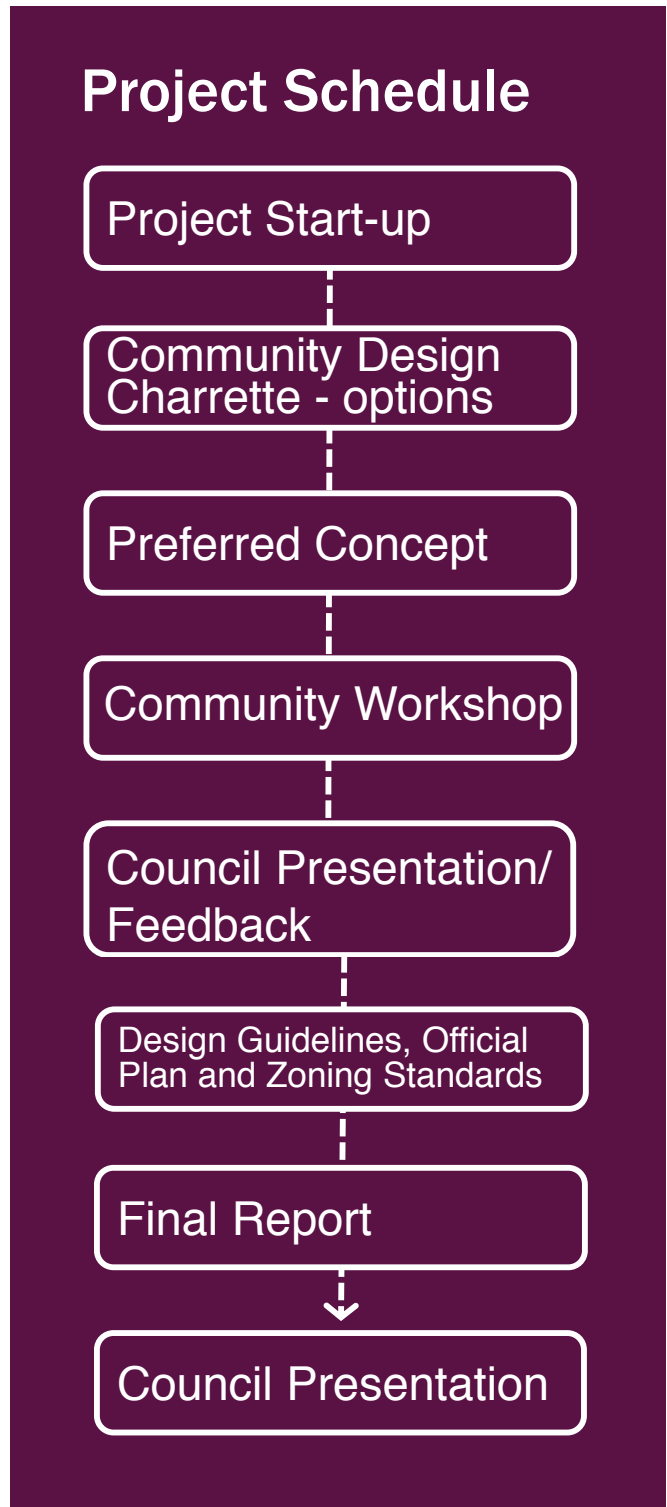 Project Schedule
Project Start-up
Community Design
Charrette - options
Preferred Concept
Community Workshop
Council Presentation/
Feedback
Design Guidelines, Official
Plan and Zoning Standards
Final Report
Council Presentation